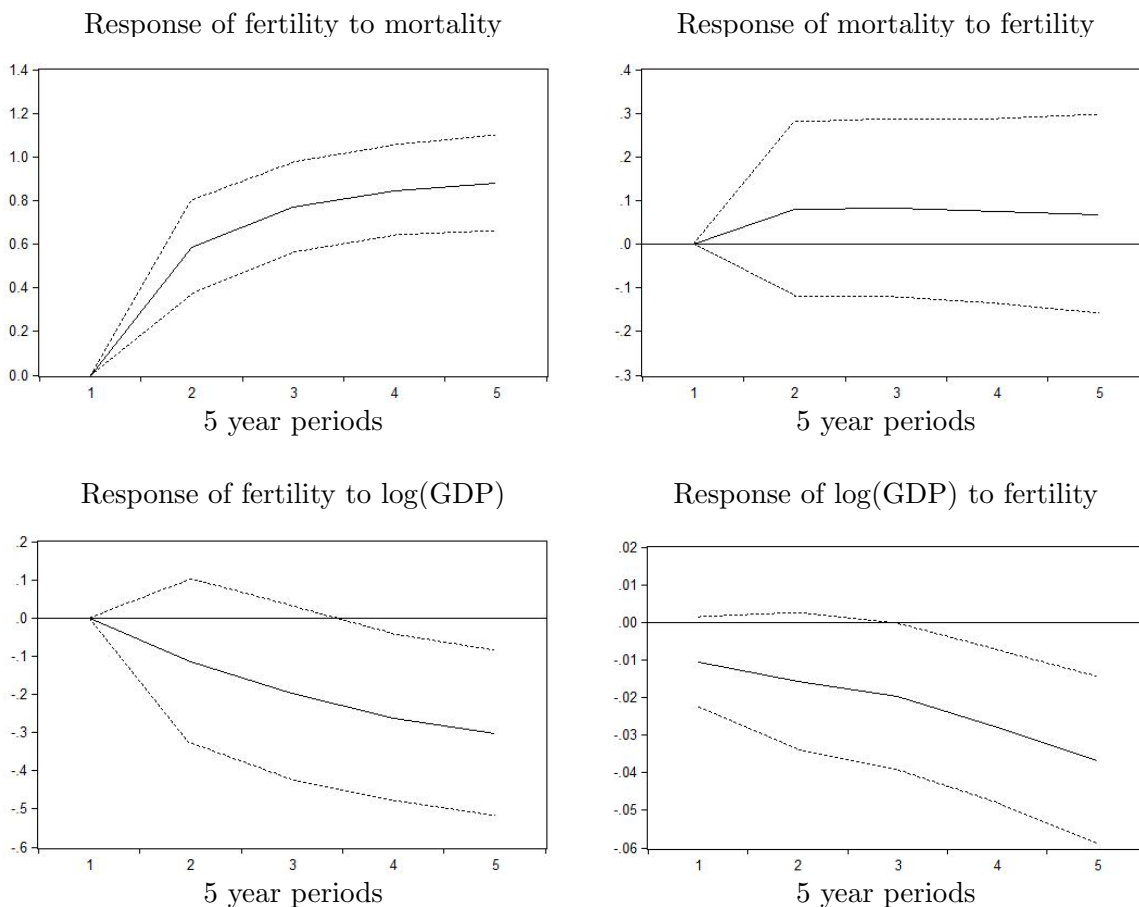 Response of fertility to mortality
1.4
1.2
1.0
0.8
0.6
0.4
0.2
0.0
1 2 3 4 5
5 year periods
Response of mortality to fertility
.4
.3
.2
.1
.0
-.1
-.2
-.3
1 2 3 4 5
5 year periods
Response of fertility to log(GDP)
.2
.1
.0
-.1
-.2
-.3
-.4
-.5
-.6
1 2 3 4 5
5 year periods
Response of log(GDP) to fertility
.02
.01
.00
-.01
-.02
-.03
-.04
-.05
-.06
1 2 3 4 5
5 year periods